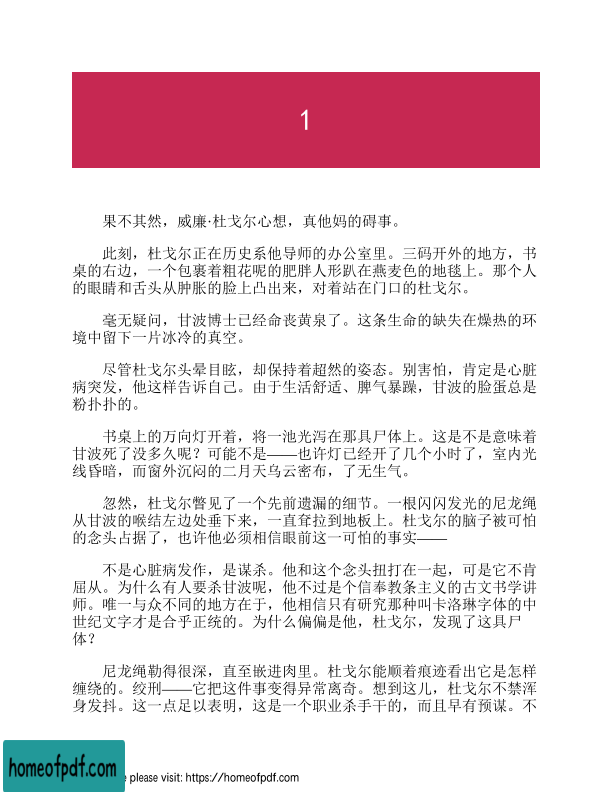 1
果不其然，威廉·杜戈尔心想，真他妈的碍事。
此刻，杜戈尔正在历史系他导师的办公室里。三码开外的地方，书
桌的右边，一个包裹着粗花呢的肥胖人形趴在燕麦色的地毯上。那个人
的眼睛和舌头从肿胀的脸上凸出来，对着站在门口的杜戈尔。
毫无疑问，甘波博士已经命丧黄泉了。这条生命的缺失在燥热的环
境中留下一片冰冷的真空。
尽管杜戈尔头晕目眩，却保持着超然的姿态。别害怕，肯定是心脏
病突发，他这样告诉自己。由于生活舒适、脾气暴躁，甘波的脸蛋总是
粉扑扑的。
书桌上的万向灯开着，将一池光泻在那具尸体上。这是不是意味着
甘波死了没多久呢？可能不是——也许灯已经开了几个小时了，室内光
线昏暗，而窗外沉闷的二月天乌云密布，了无生气。
忽然，杜戈尔瞥见了一个先前遗漏的细节。一根闪闪发光的尼龙绳
从甘波的喉结左边处垂下来，一直耷拉到地板上。杜戈尔的脑子被可怕
的念头占据了，也许他必须相信眼前这一可怕的事实——
不是心脏病发作，是谋杀。他和这个念头扭打在一起，可是它不肯
屈从。为什么有人要杀甘波呢，他不过是个信奉教条主义的古文书学讲
师。唯一与众不同的地方在于，他相信只有研究那种叫卡洛琳字体的中
世纪文字才是合乎正统的。为什么偏偏是他，杜戈尔，发现了这具尸
体？
尼龙绳勒得很深，直至嵌进肉里。杜戈尔能顺着痕迹看出它是怎样
缠绕的。绞刑——它把这件事变得异常离奇。想到这儿，杜戈尔不禁浑
身发抖。这一点足以表明，这是一个职业杀手干的，而且早有预谋。不
homeofpdf.com
please visit: https://homeofpdf.com